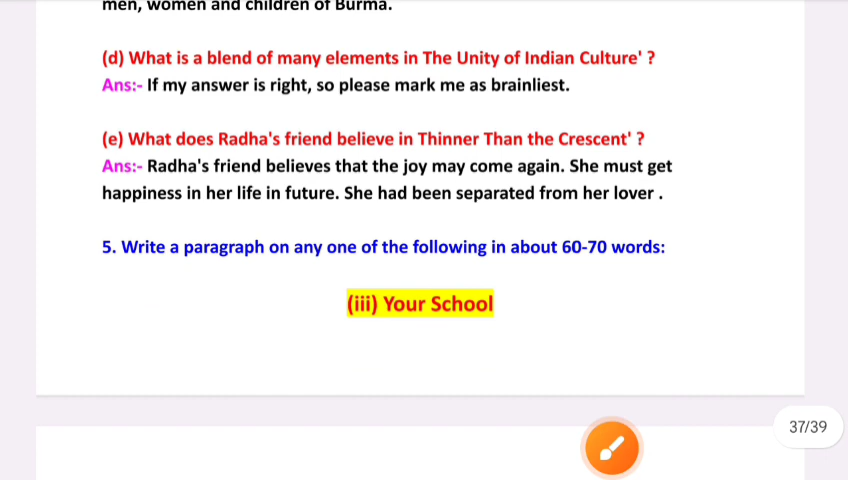 men, women and children of Burma.
(d) What is a blend of many elements in The Unity of Indian Culture' ?
Ans:- If my answer is right, so please mark me as brainliest.
(e) What does Radha's friend believe in Thinner Than the Crescent' ?
Ans:- Radha's friend believes that the joy may come again. She must get
happiness in her life in future. She had been separated from her lover .
5. Write a paragraph on any one of the following in about 60-70 words:
(iii) Your School
37/39